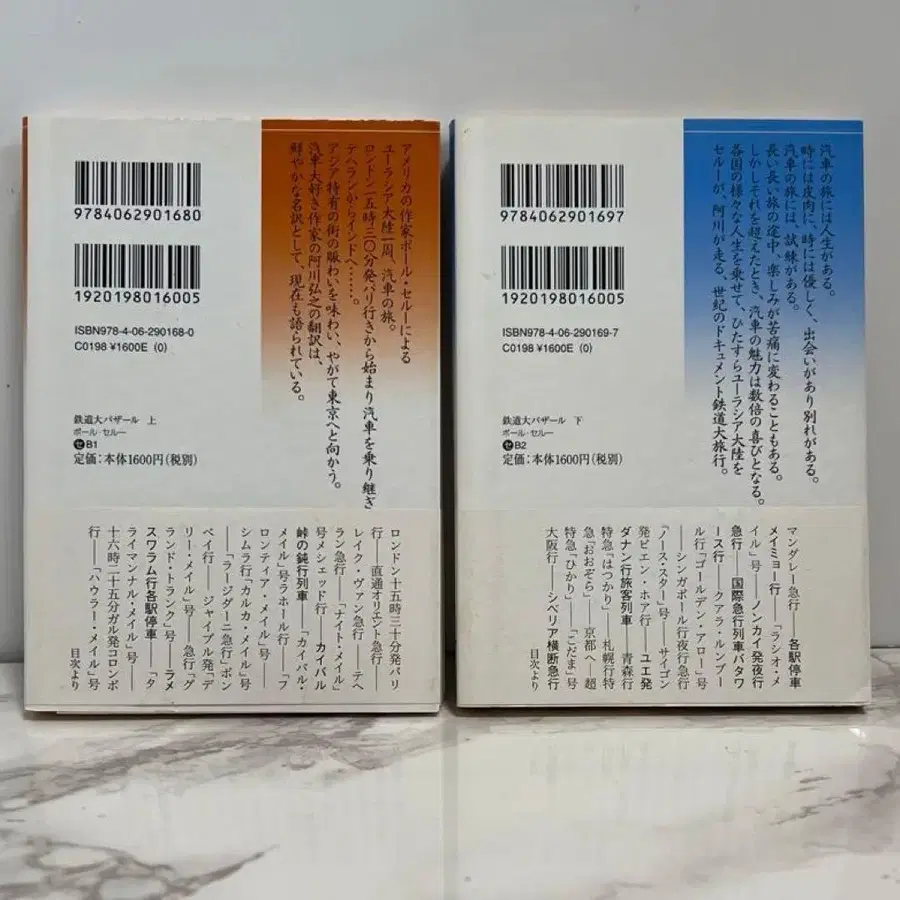 9784062901680
1920198016005
ISBN978-4-06-290168-0
C0198 ¥1600E (0)
鉄道大バザール 上
ポール・セルー
せB1
定価:本体1600円(税別)
アメリカの作家ポール・セルーによる
ユーラシア大陸一周、汽車の旅。
ロンドン一五時三〇分発パリ行きから始まり汽車を乗り継ぎ
テヘランからインドへ……。
アジア特有の街の賑わいを味わい、やがて東京へと向かう。
汽車大好き作家の阿川弘之の翻訳は、
鮮やかな名訳として、現在も語られている。
ロンドン十五時三十分発パリ
行――直通オリエント急行――
レイク・ヴァン急行――テヘ
ラン急行――「ナイト・メイル」
号メシェッド行――カイバル
峠の鈍行列車――「カイバル・
メイル」号ラホール行――「フ
ロンティア・メイル」号――
シムラ行「カルカ・メイル」号
――「ラージダーニ急行」ボン
ベイ行――ジャイプル発「デ
リー・メイル」号――急行「グ
ランド・トランク」号――ラメ
スワラム行各駅停車――「タ
ライマンナル・メイル」号――
十六時二十五分ガル発コロンボ
行――「ハウラー・メイル」号
目次より
9784062901697
1920198016005
ISBN978-4-06-290169-7
C0198 ¥1600E (0)
鉄道大バザール 下
ポール・セルー
せB2
定価:本体1600円(税別)
汽車の旅には人生がある。
時には皮肉に、時には優しく、出会いがあり別れがある。
汽車の旅には、試練がある。
長い長い旅の途中、楽しみが苦痛に変わることもある。
しかしそれを超えたとき、汽車の魅力は数倍の喜びとなる。
各国の様々な人生を乗せて、ひたすらユーラシア大陸を
セルーが、阿川が走る、世紀のドキュメント鉄道大旅行。
マンダレー急行――各駅停車
メイミョー行――「ラシオ・メ
イル」号――ノンカイ発夜行
急行――国際急行列車バタワ
ース行――クアラ・ルンプー
ル行「ゴールデン・アロー」号
――シンガポール行夜行急行
「ノース・スター」号――サイゴン
発ビエン・ホア行――ユエ発
ダナン行旅客列車――青森行
特急「はつかり」――札幌行特
急「おおぞら」――京都へ――超
特急「ひかり」――「こだま」号
大阪行――シベリア横断急行
目次より